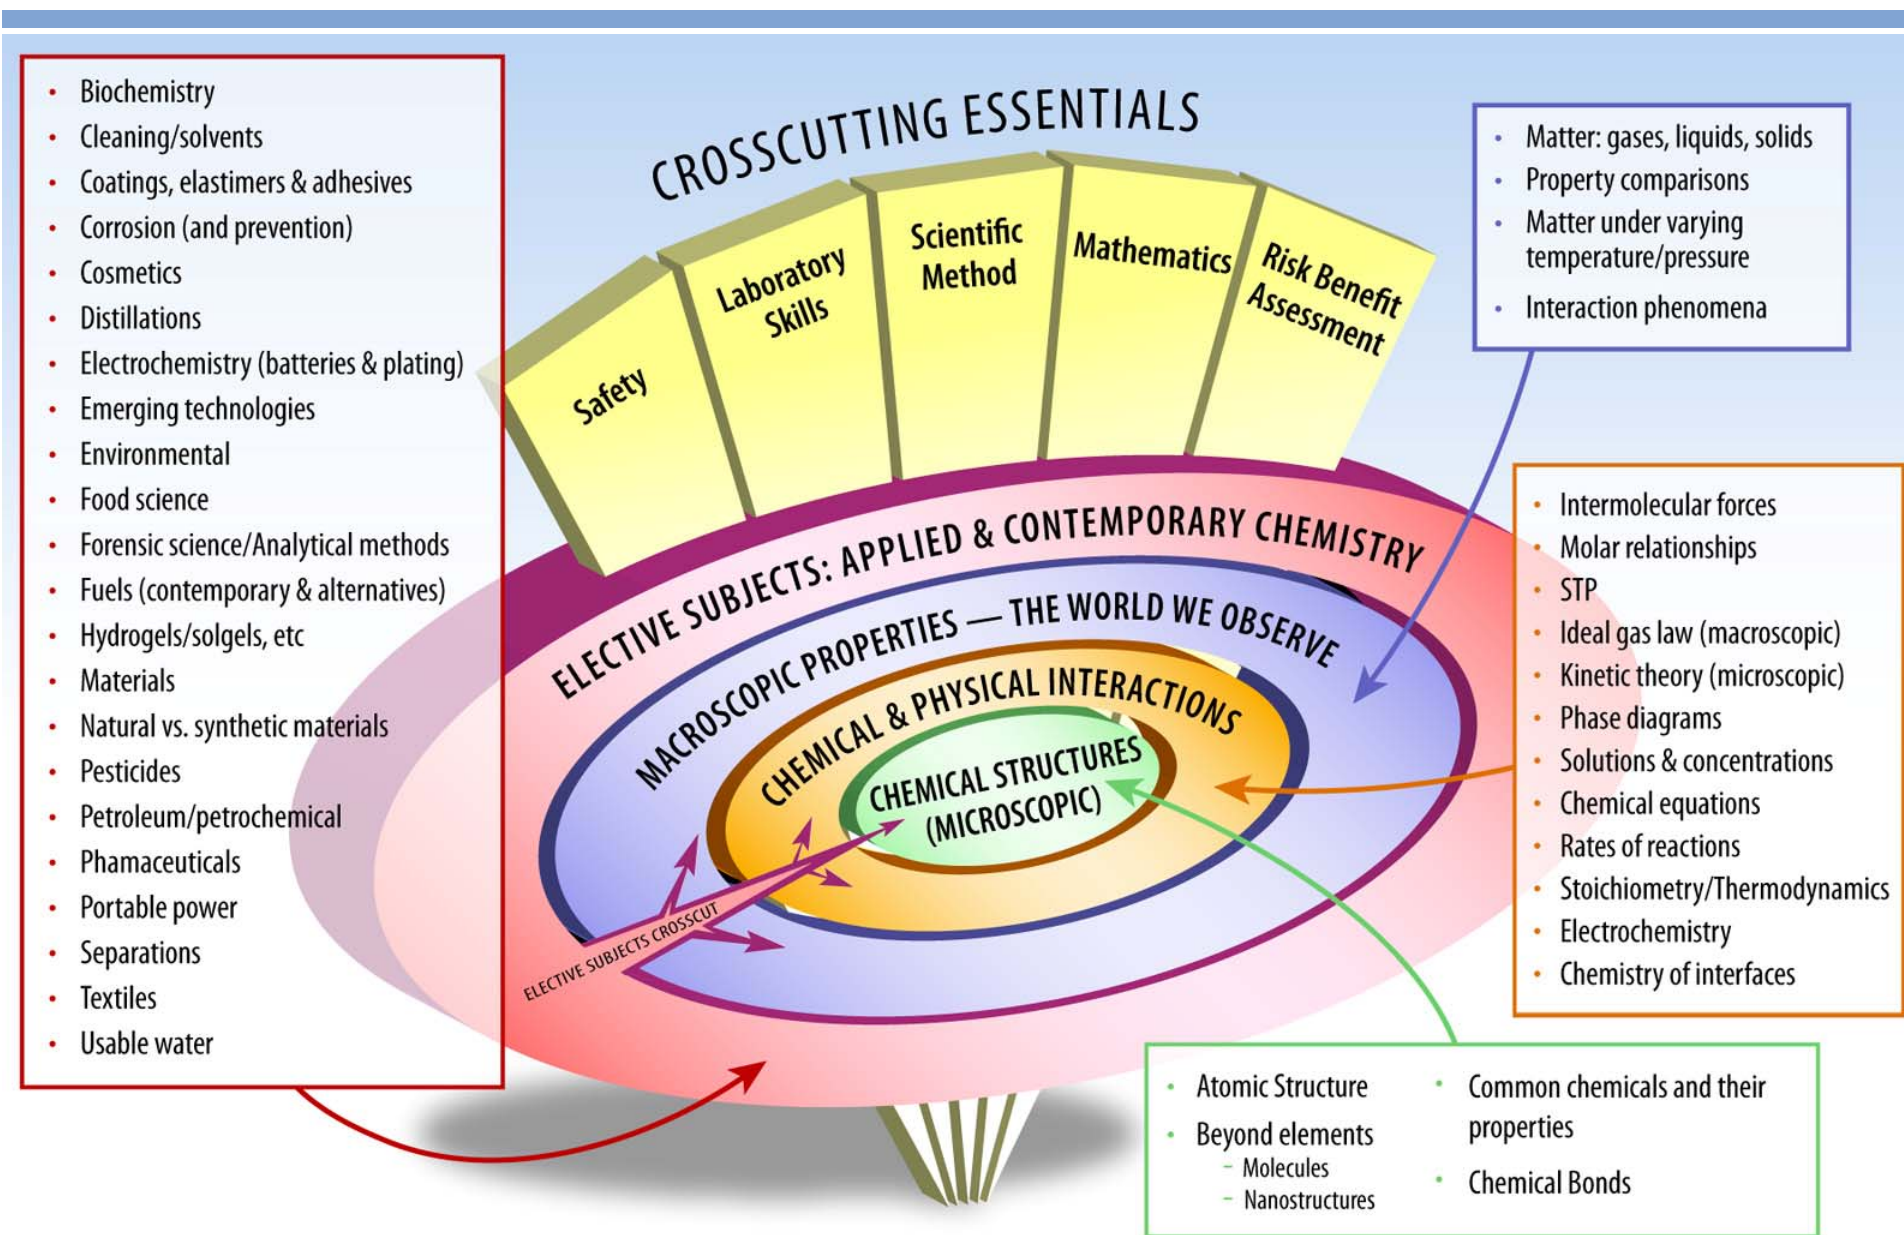 • Biochemistry
• Cleaning/solvents
• Coatings, elastimers & adhesives
• Corrosion (and prevention)
• Cosmetics
• Distillations
• Electrochemistry (batteries & plating)
• Emerging technologies
• Environmental
• Food science
• Forensic science/Analytical methods
• Fuels (contemporary & alternatives)
• Hydrogels/solgels, etc
• Materials
• Natural vs. synthetic materials
• Pesticides
• Petroleum/petrochemical
• Phamaceuticals
• Portable power
• Separations
• Textiles
• Usable water
CROSSCUTTING ESSENTIALS
Safety
Laboratory
Skills
Scientific
Method
Mathematics
Risk Benefit
Assessment
ELECTIVE SUBJECTS: APPLIED & CONTEMPORARY CHEMISTRY
MACROSCOPIC PROPERTIES — THE WORLD WE OBSERVE
CHEMICAL & PHYSICAL INTERACTIONS
CHEMICAL STRUCTURES
(MICROSCOPIC)
ELECTIVE SUBJECTS CROSSCUT
• Matter: gases, liquids, solids
• Property comparisons
• Matter under varying
temperature/pressure
• Interaction phenomena
• Intermolecular forces
• Molar relationships
• STP
• Ideal gas law (macroscopic)
• Kinetic theory (microscopic)
• Phase diagrams
• Solutions & concentrations
• Chemical equations
• Rates of reactions
• Stoichiometry/Thermodynamics
• Electrochemistry
• Chemistry of interfaces
• Atomic Structure
• Beyond elements
– Molecules
– Nanostructures
• Common chemicals and their
properties
• Chemical Bonds